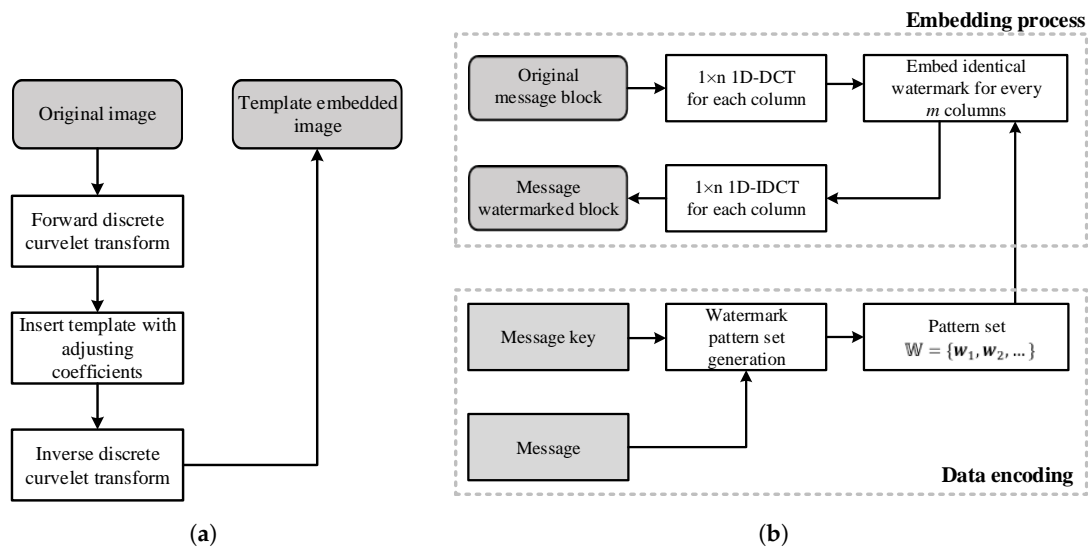 Original image
Template embedded
image
Forward discrete
curvelet transform
Insert template with
adjusting
coefficients
Inverse discrete
curvelet transform
(a)
Embedding process
Original
message block
1×n 1D-DCT
for each column
Embed identical
watermark for every
m columns
Message
watermarked block
1×n 1D-IDCT
for each column
Message key
Watermark
pattern set
generation
Pattern set
𝕎 = {w₁, w₂, …}
Message
Data encoding
(b)